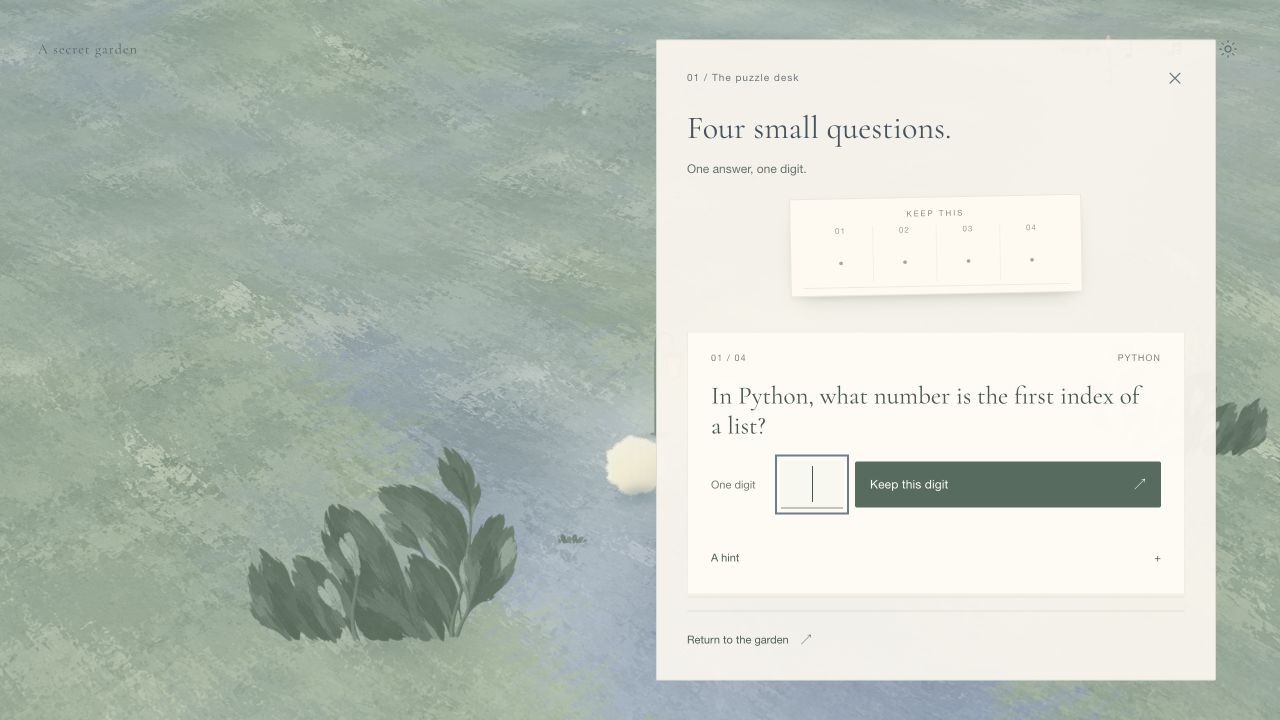 A secret garden
01 / The puzzle desk
Four small questions.
One answer, one digit.
KEEP THIS
01 02 03 04
01 / 04 PYTHON
In Python, what number is the first index of
a list?
One digit Keep this digit
A hint +
Return to the garden